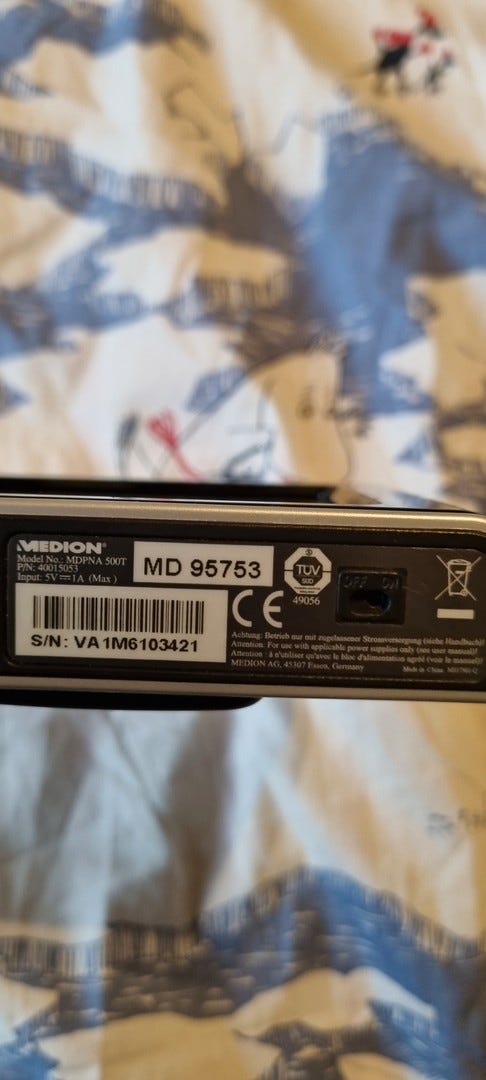 MEDION®
Model No.: MDPNA 500T
P/N: 40015053
Input: 5V 1A (Max)
MD 95753
S/N: VA1M6103421
CE
TÜV
SÜD
49056
OFF ON
Achtung: Betrieb nur mit zugelassener Stromversorgung (siehe Handbuch)
Attention: For use with applicable power supplies only (see user manual)
Attention : à n'utiliser qu'avec le bloc d'alimentation agréé (voir le manuel
MEDION AG, 45307 Essen, Germany
Made in China